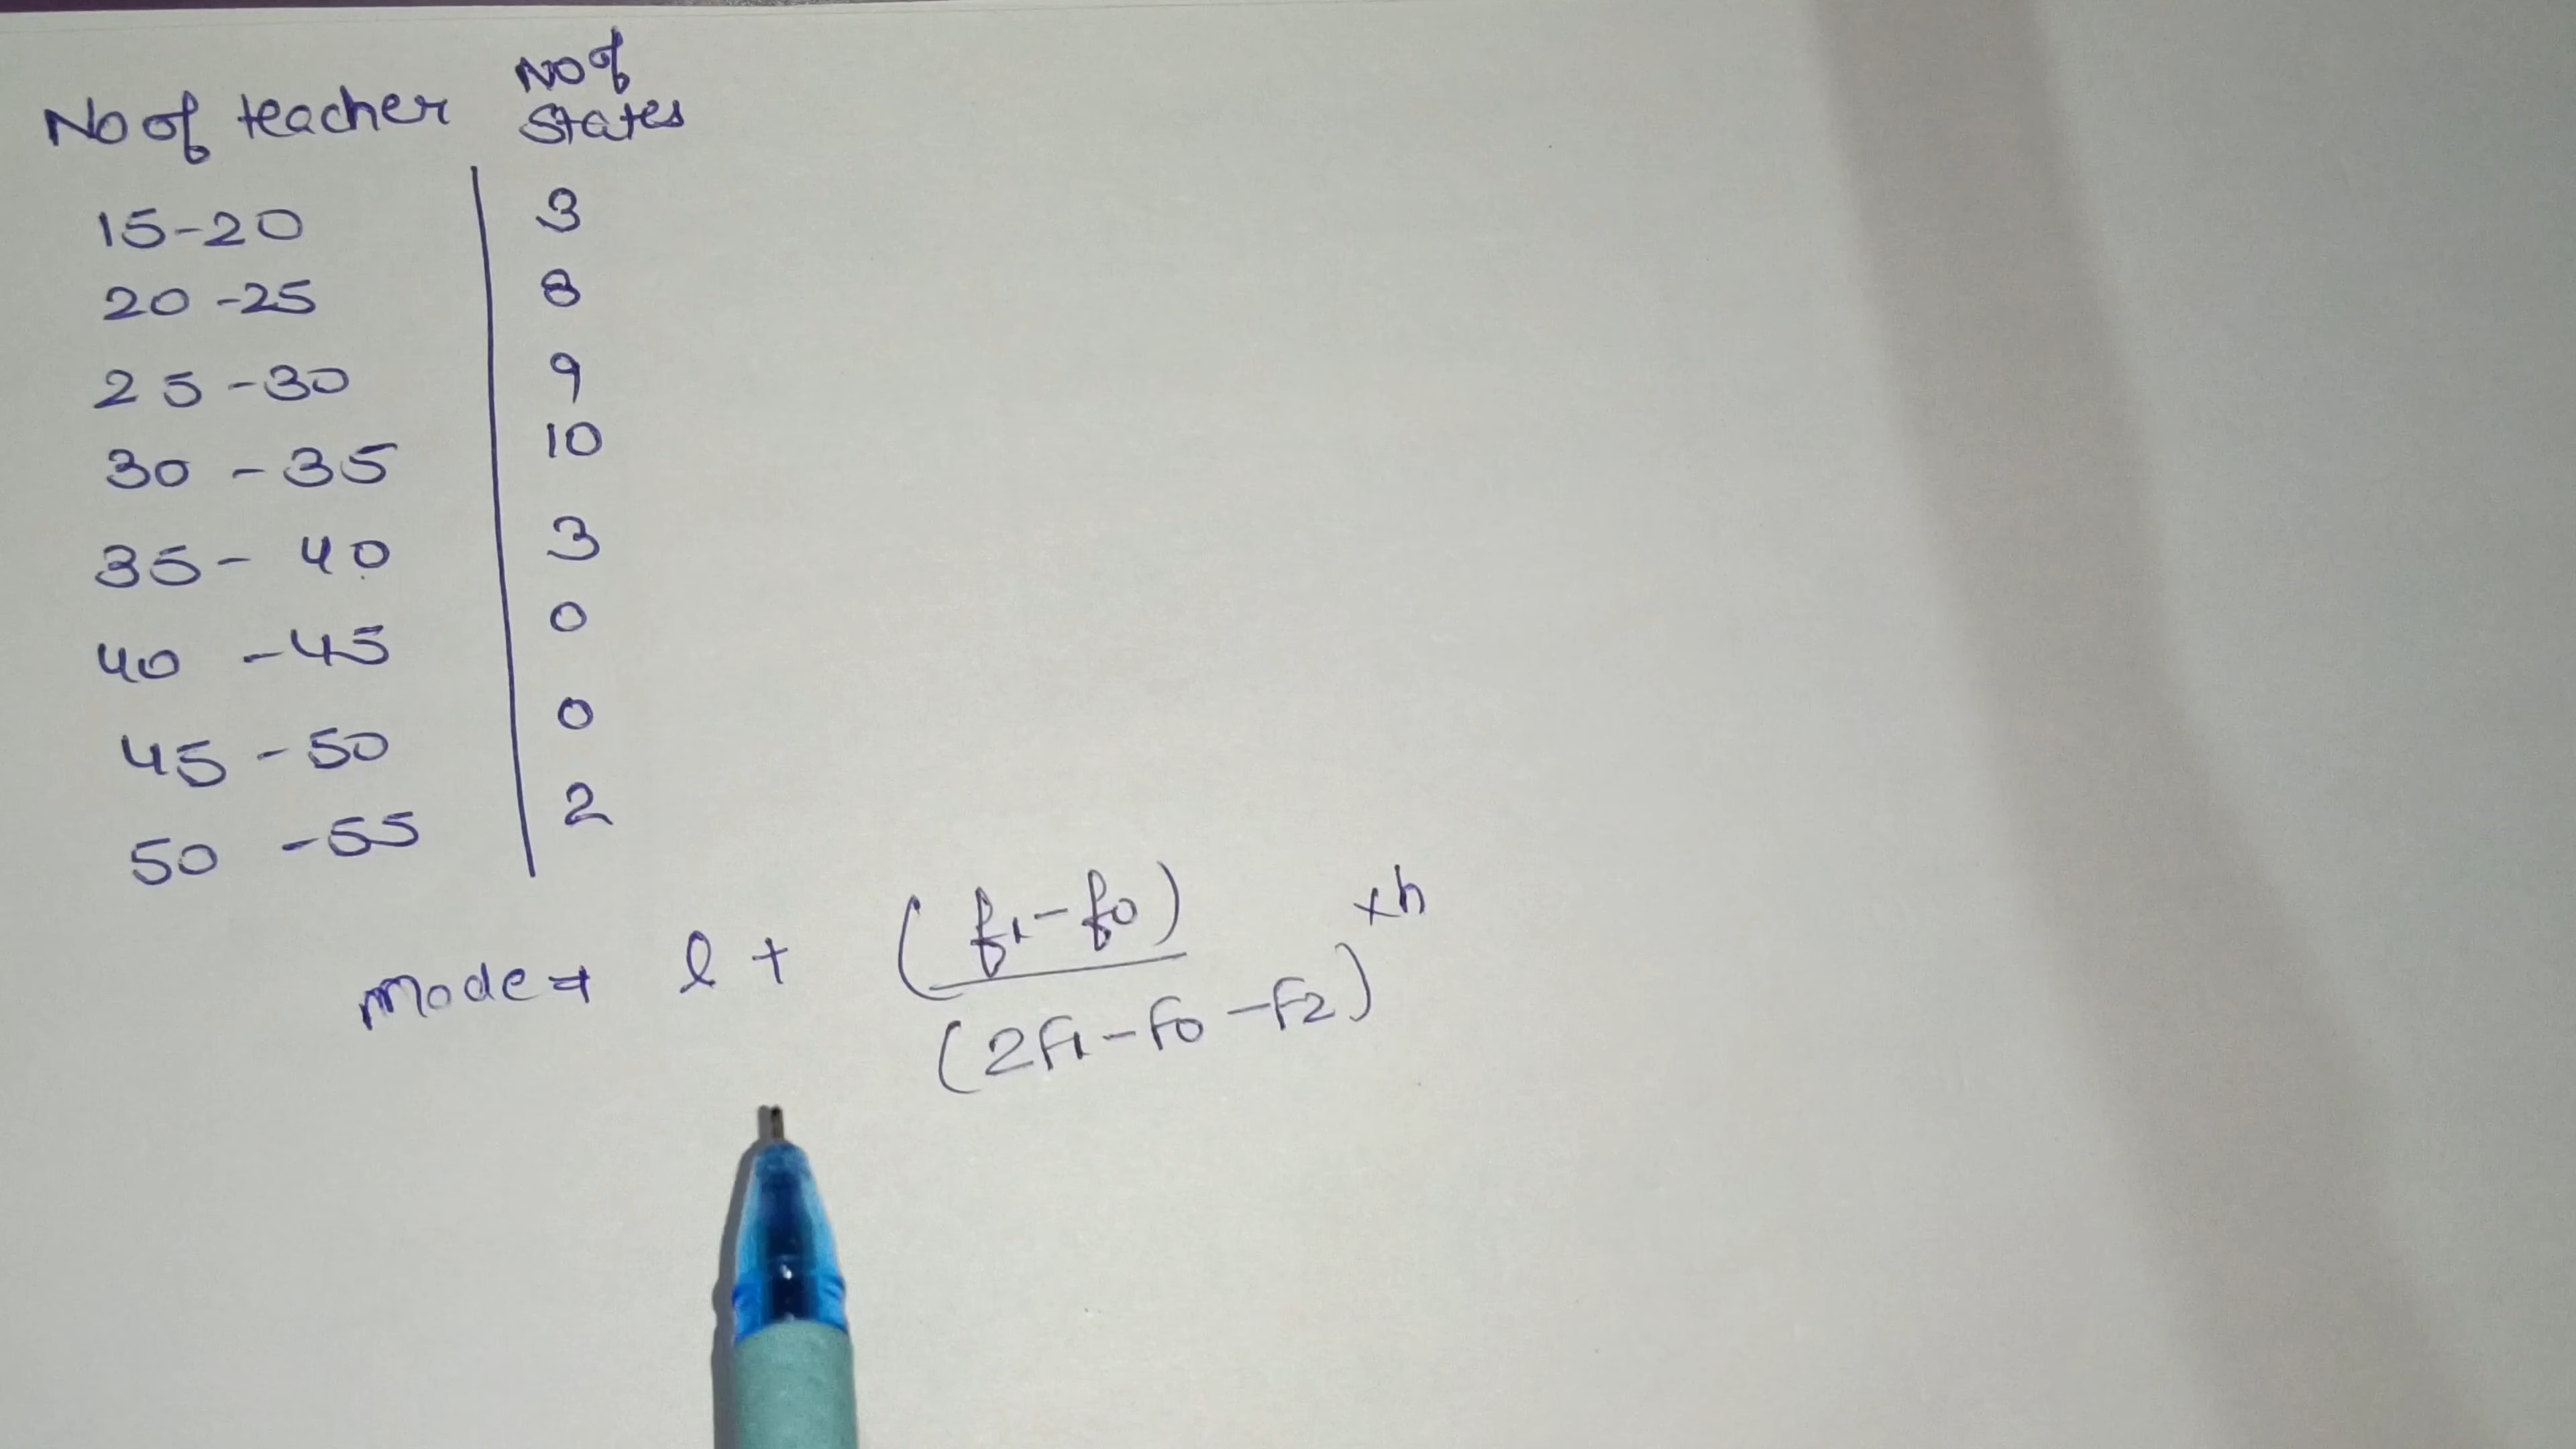 No of teacher No of States
15-20 3
20-25 8
25-30 9
30-35 10
35-40 3
40-45 0
45-50 0
50-55 2
mode = l + (f1-f0) ×h
(2f1-f0-f2)